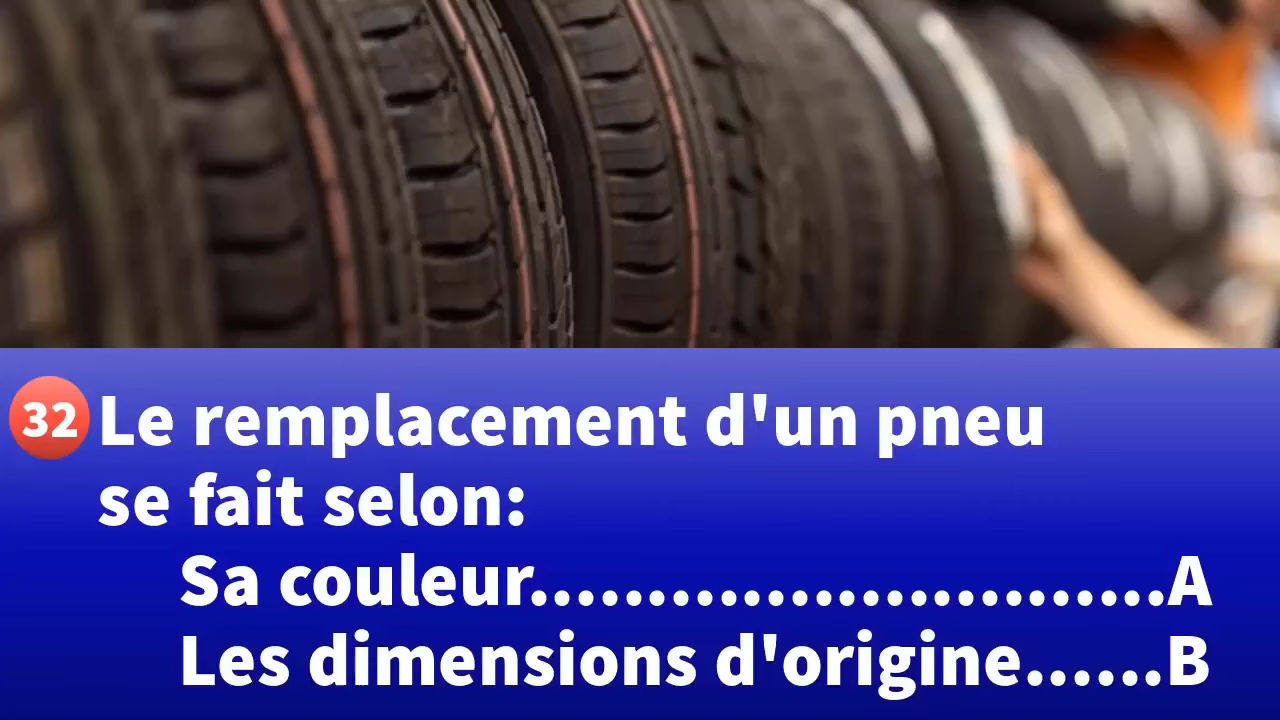 32 Le remplacement d'un pneu
se fait selon:
Sa couleur...........................A
Les dimensions d'origine......B